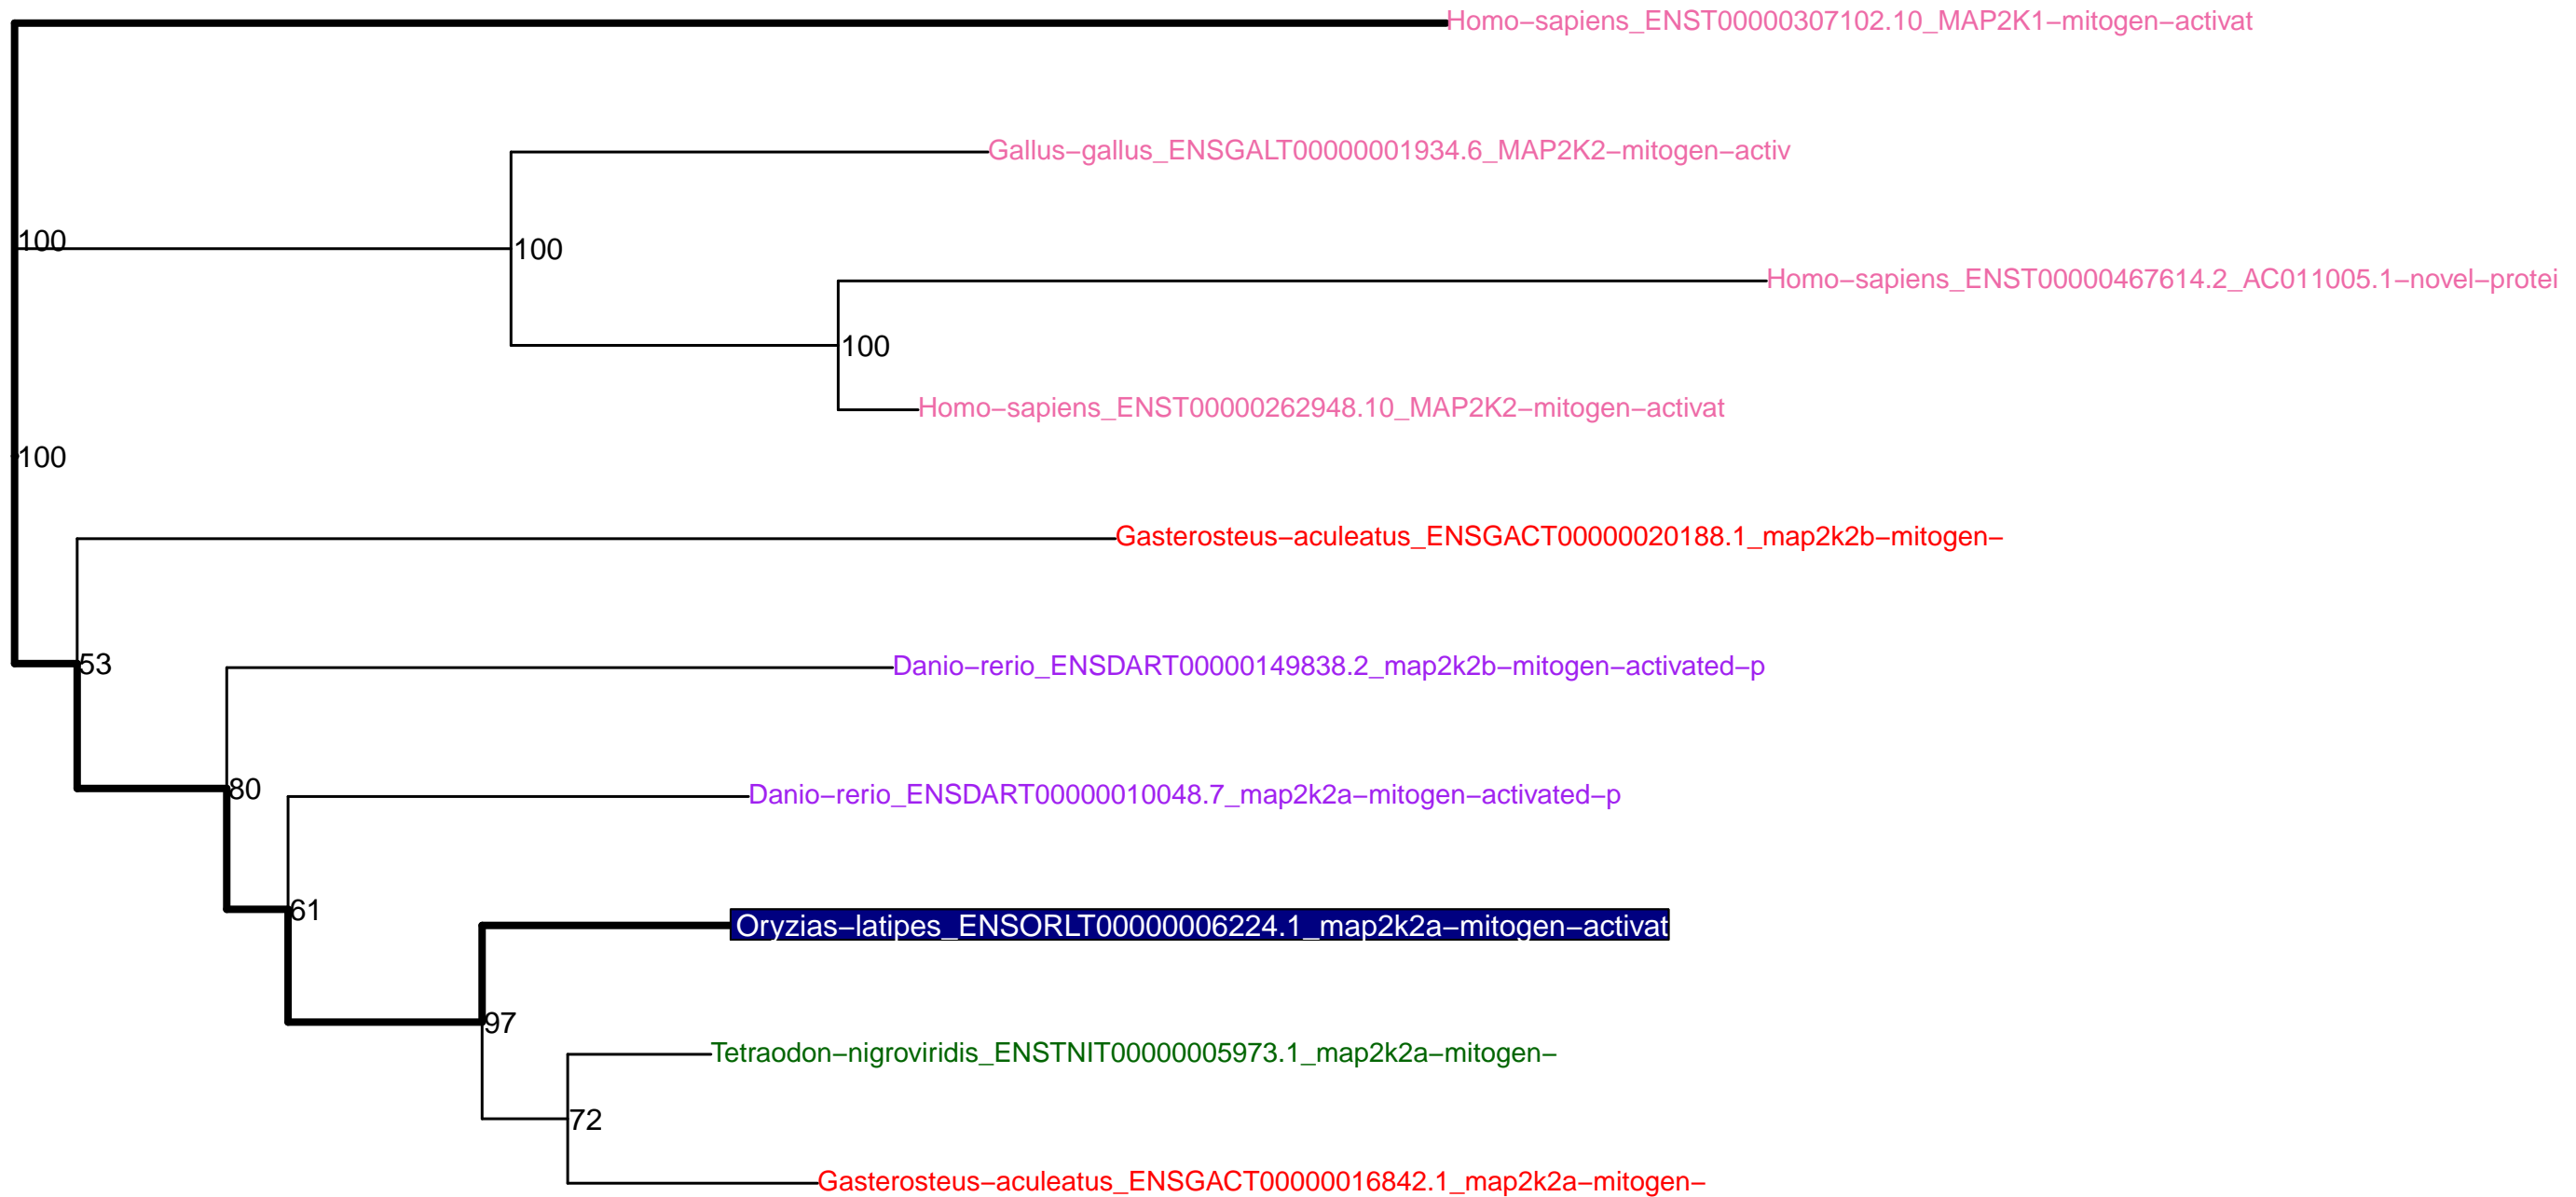 Homo−sapiens_ENST00000307102.10_MAP2K1−mitogen−activat
Gallus−gallus_ENSGALT00000001934.6_MAP2K2−mitogen−activ
100
100
Homo−sapiens_ENST00000467614.2_AC011005.1−novel−protei
100
Homo−sapiens_ENST00000262948.10_MAP2K2−mitogen−activat
100
Gasterosteus−aculeatus_ENSGACT00000020188.1_map2k2b−mitogen−
53
Danio−rerio_ENSDART00000149838.2_map2k2b−mitogen−activated−p
80
Danio−rerio_ENSDART00000010048.7_map2k2a−mitogen−activated−p
61
Oryzias−latipes_ENSORLT00000006224.1_map2k2a−mitogen−activat
97
Tetraodon−nigroviridis_ENSTNIT00000005973.1_map2k2a−mitogen−
72
Gasterosteus−aculeatus_ENSGACT00000016842.1_map2k2a−mitogen−